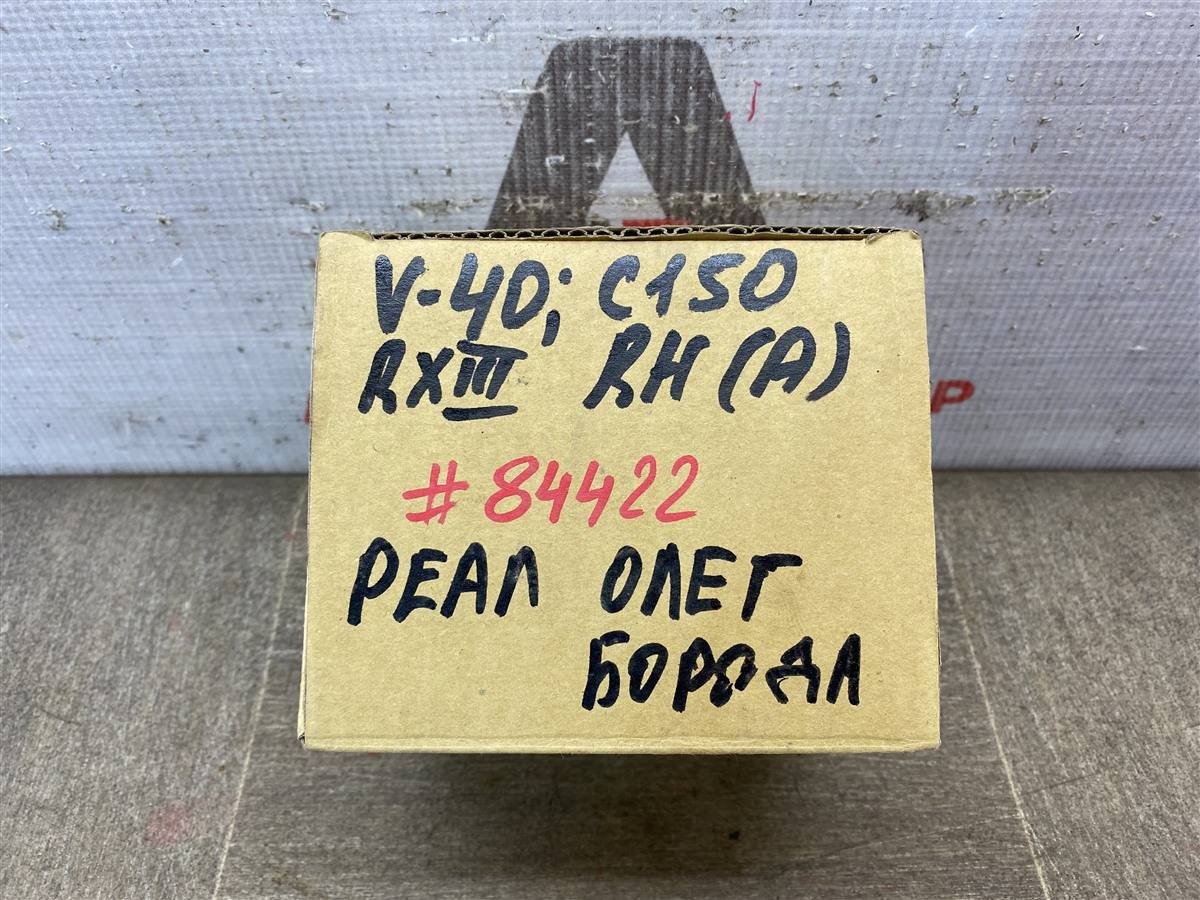 V-40; C150
RXIII RH (A)
#84422
РЕАЛ ОЛЕГ
БОРОДА